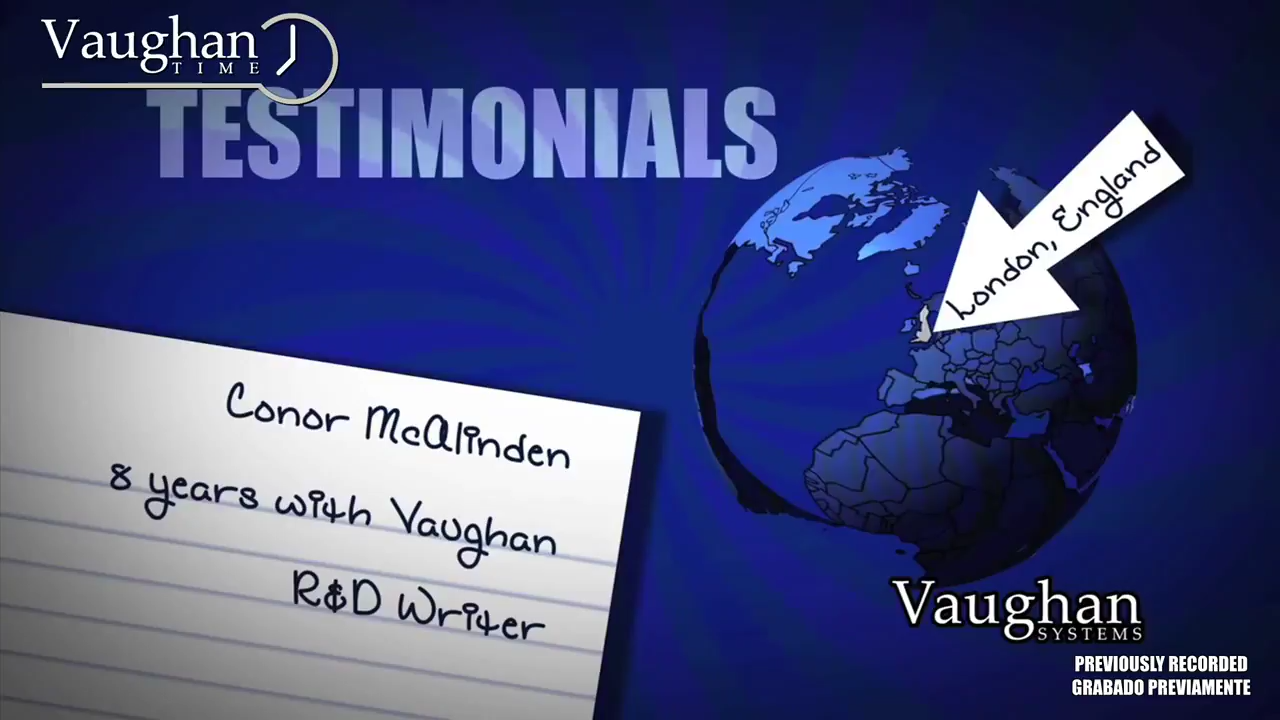 Vaughan
TIME
TESTIMONIALS
London, England
Conor McAlinden
8 years with Vaughan
R&D Writer
Vaughan
SYSTEMS
PREVIOUSLY RECORDED
GRABADO PREVIAMENTE